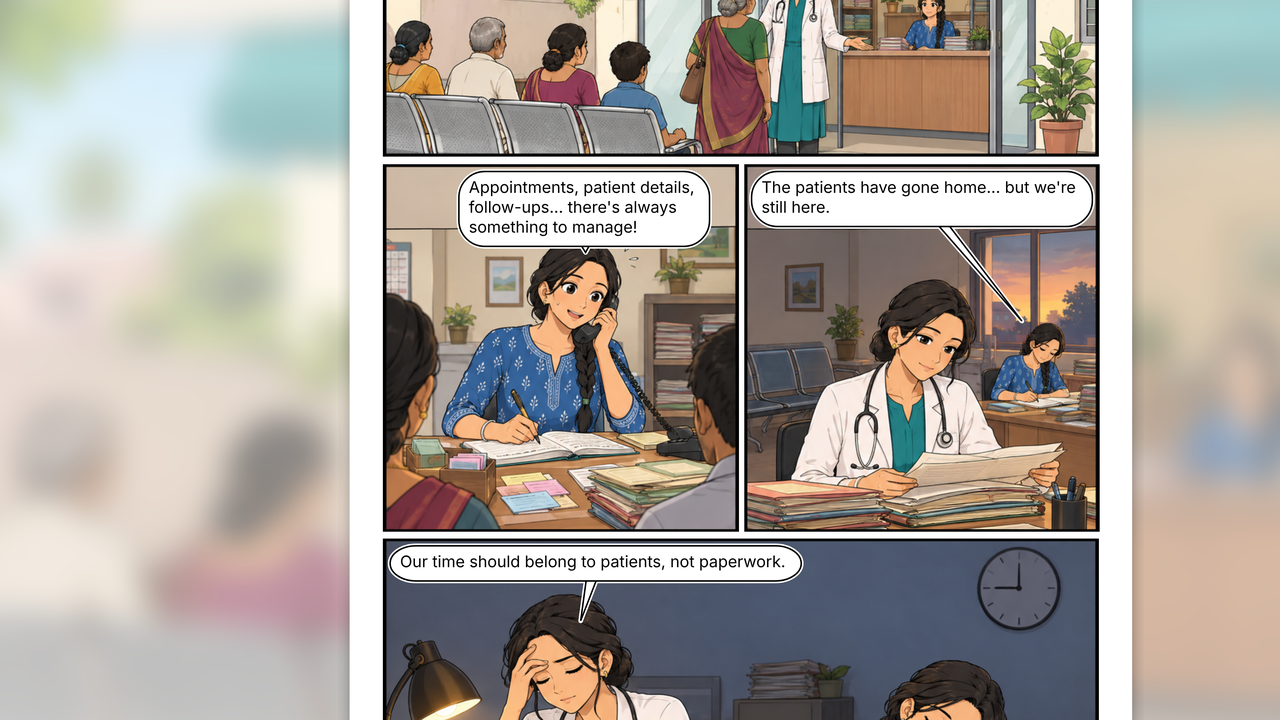 Appointments, patient details,
follow-ups... there's always
something to manage!
The patients have gone home... but we're
still here.
Our time should belong to patients, not paperwork.